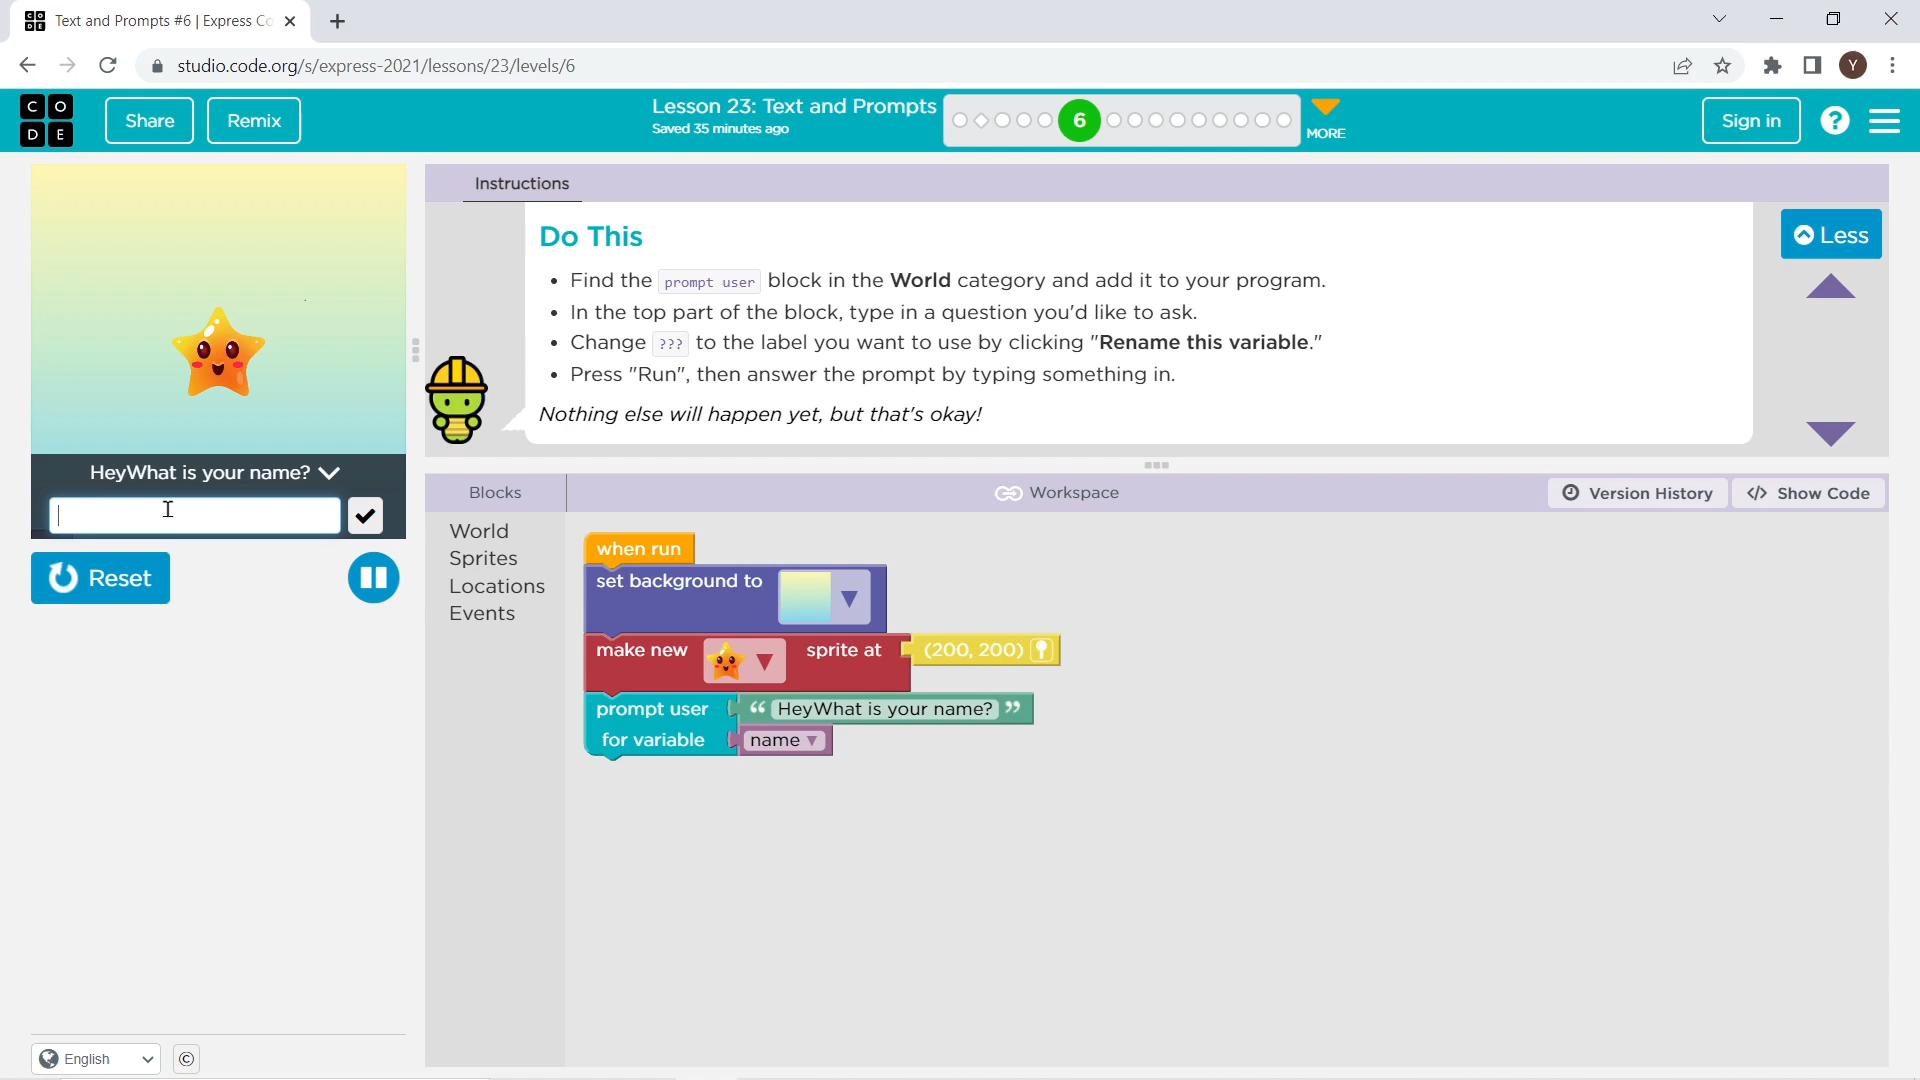 Text and Prompts #6 | Express Co
studio.code.org/s/express-2021/lessons/23/levels/6
Y
C O
D E
Share
Remix
Lesson 23: Text and Prompts
Saved 35 minutes ago
6
MORE
Sign in
?
Instructions
Do This
• Find the prompt user block in the World category and add it to your program.
• In the top part of the block, type in a question you'd like to ask.
• Change ??? to the label you want to use by clicking "Rename this variable."
• Press "Run", then answer the prompt by typing something in.
Nothing else will happen yet, but that's okay!
Less
HeyWhat is your name?
Reset
Blocks
Workspace
Version History
</> Show Code
World
Sprites
Locations
Events
when run
set background to
make new sprite at (200, 200)
prompt user “ HeyWhat is your name? ”
for variable name
English
©